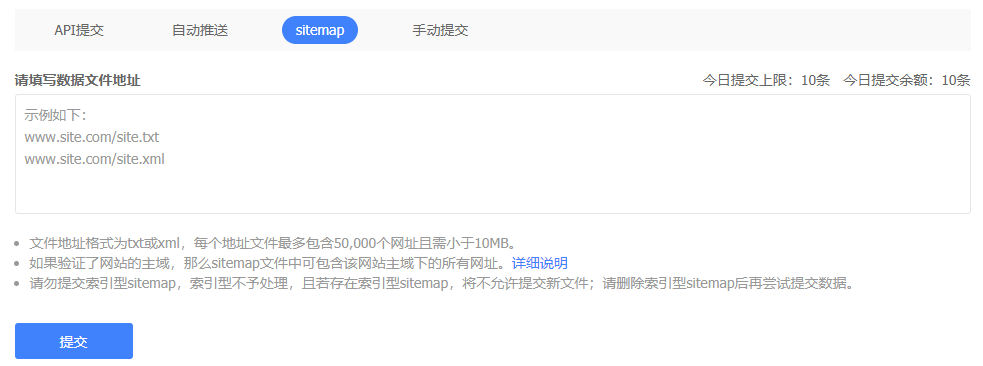 API提交 自动推送 sitemap 手动提交
请填写数据文件地址 今日提交上限：10条 今日提交余额：10条
示例如下：
www.site.com/site.txt
www.site.com/site.xml
文件地址格式为txt或xml，每个地址文件最多包含50,000个网址且需小于10MB。
如果验证了网站的主域，那么sitemap文件中可包含该网站主域下的所有网址。详细说明
请勿提交索引型sitemap，索引型不予处理，且若存在索引型sitemap，将不允许提交新文件；请删除索引型sitemap后再尝试提交数据。
提交